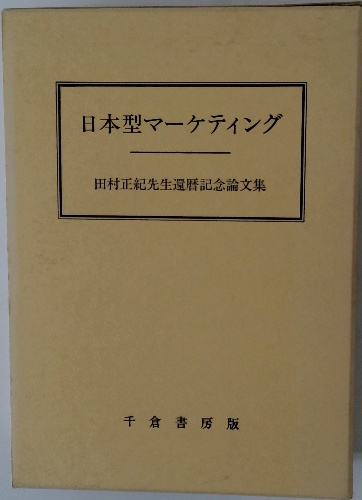 日本型マーケティング
田村正紀先生還暦記念論文集
千倉書房版